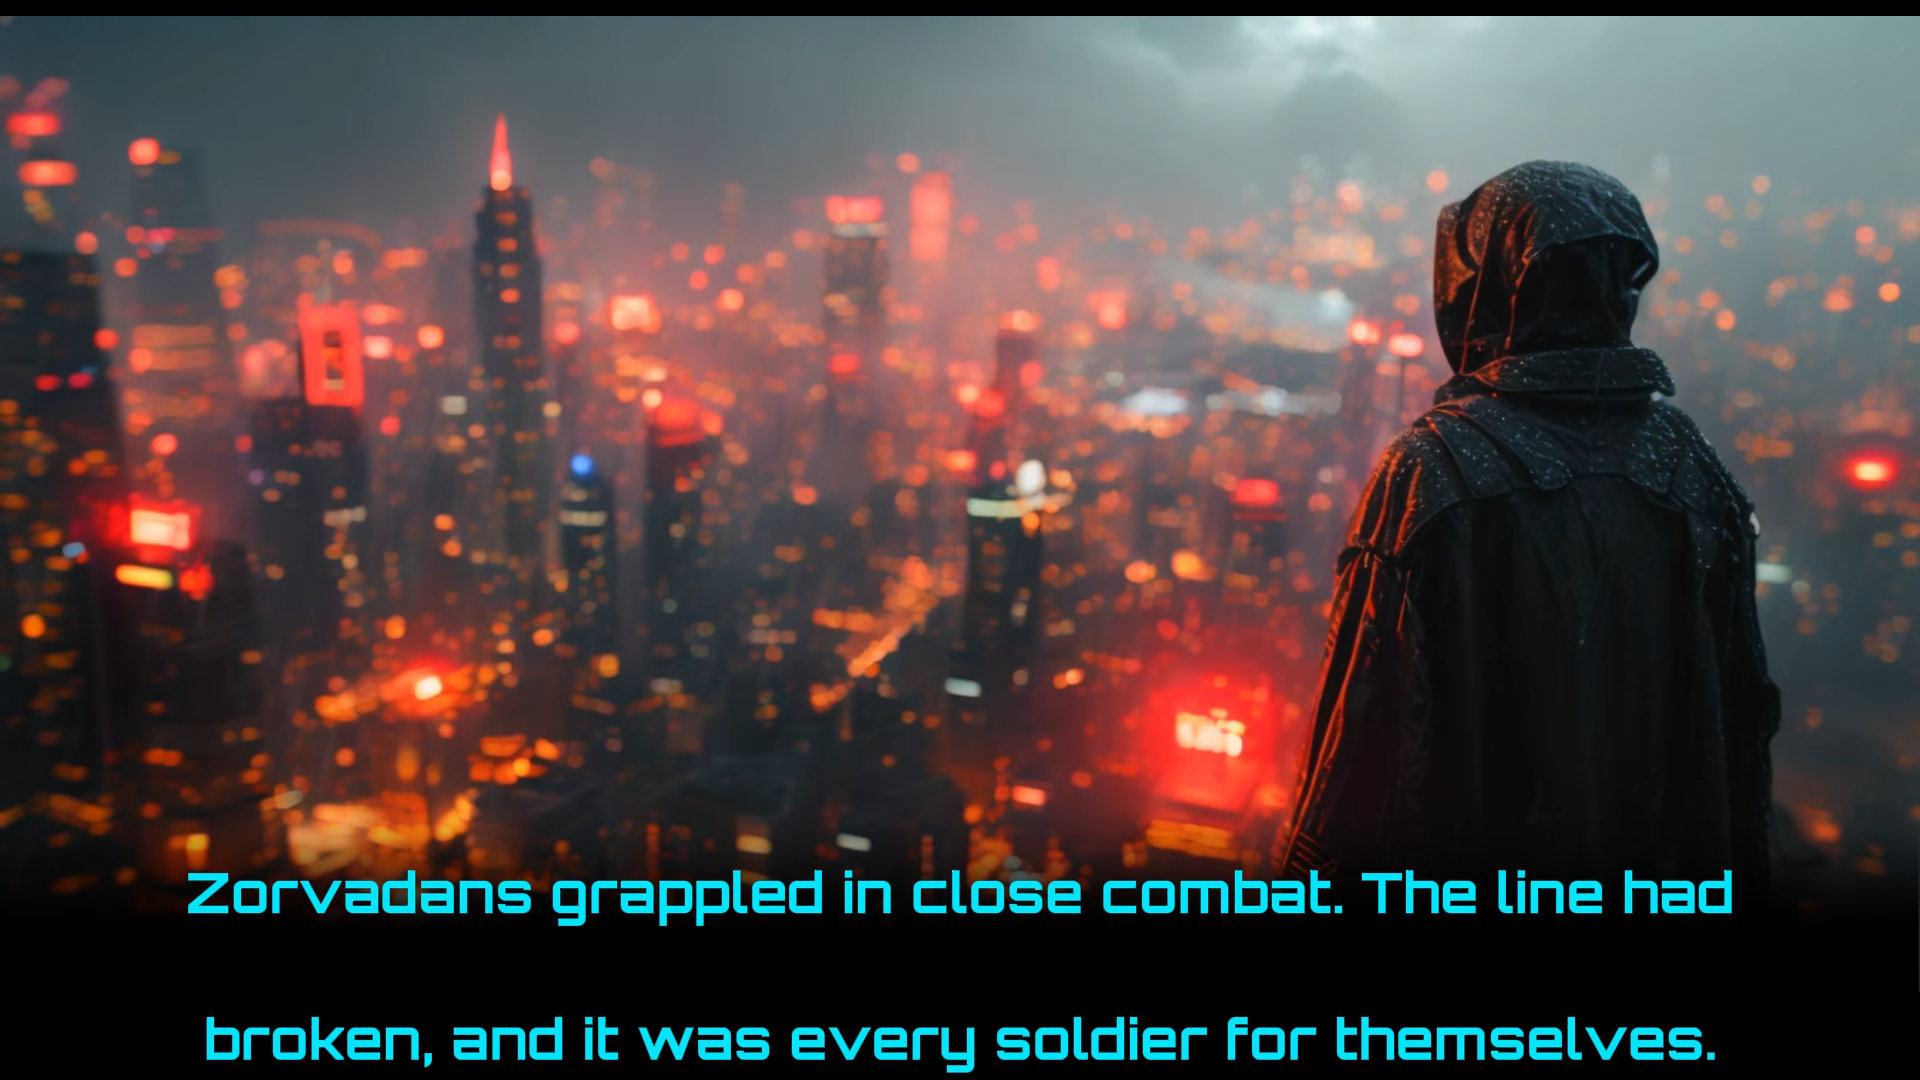 Zorvadans grappled in close combat. The line had
broken, and it was every soldier for themselves.